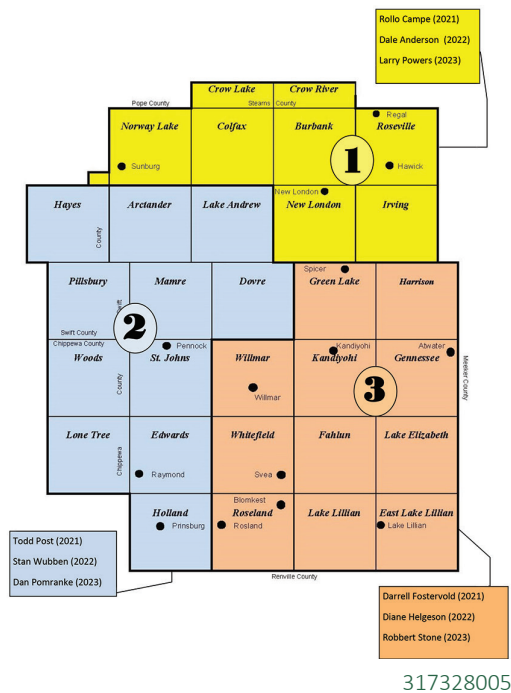 Rollo Campe (2021)
Dale Anderson (2022)
Larry Powers (2023)
Crow Lake
Crow River
Pope County
Stearns County
Regal
Norway Lake
Colfax
Burbank
Roseville
1
Sunburg
Hawick
New London
Hayes
Arctander
Lake Andrew
New London
Irving
County
Spicer
Pillsbury
Mamre
Dovre
Green Lake
Harrison
Swift
Swift County
2
Chippewa County
Pennock
Kandiyohi
Atwater
Woods
St. Johns
Willmar
Kandiyohi
Gennessee
Meeker County
County
3
Willmar
Lone Tree
Edwards
Whitefield
Fahlun
Lake Elizabeth
Chippewa
Raymond
Svea
Blomkest
Holland
Roseland
Lake Lillian
East Lake Lillian
Prinsburg
Rosland
Lake Lillian
Todd Post (2021)
Stan Wubben (2022)
Dan Pomranke (2023)
Renville County
Darrell Fostervold (2021)
Diane Helgeson (2022)
Robbert Stone (2023)
317328005